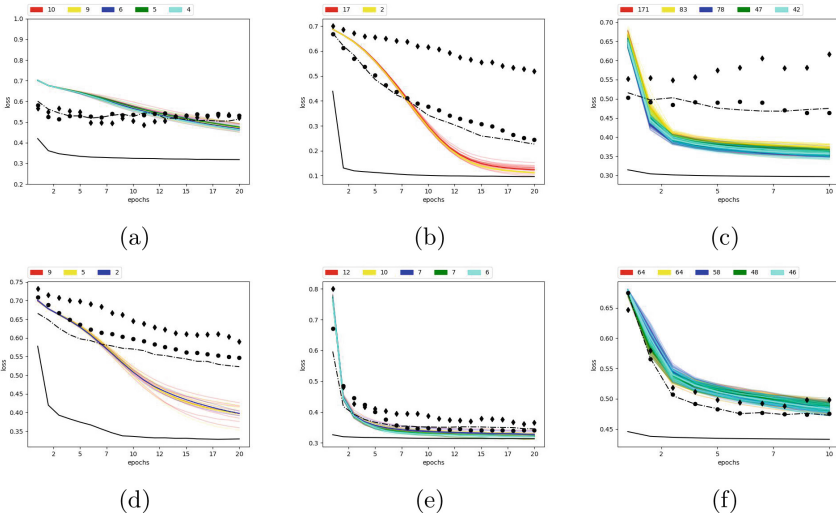 10 9 6 5 4
1.0
0.9
0.8
0.7
0.6
0.5
0.4
0.3
0.2
loss
2 5 7 10 12 15 17 20
epochs
(a)
17 2
0.7
0.6
0.5
0.4
0.3
0.2
0.1
loss
2 5 7 10 12 15 17 20
epochs
(b)
171 83 78 47 42
0.70
0.65
0.60
0.55
0.50
0.45
0.40
0.35
0.30
loss
2 5 7 10
epochs
(c)
9 5 2
0.75
0.70
0.65
0.60
0.55
0.50
0.45
0.40
0.35
loss
2 5 7 10 12 15 17 20
epochs
(d)
12 10 7 7 6
0.8
0.7
0.6
0.5
0.4
0.3
loss
2 5 7 10 12 15 17 20
epochs
(e)
64 64 58 48 46
0.65
0.60
0.55
0.50
0.45
loss
2 5 7 10
epochs
(f)